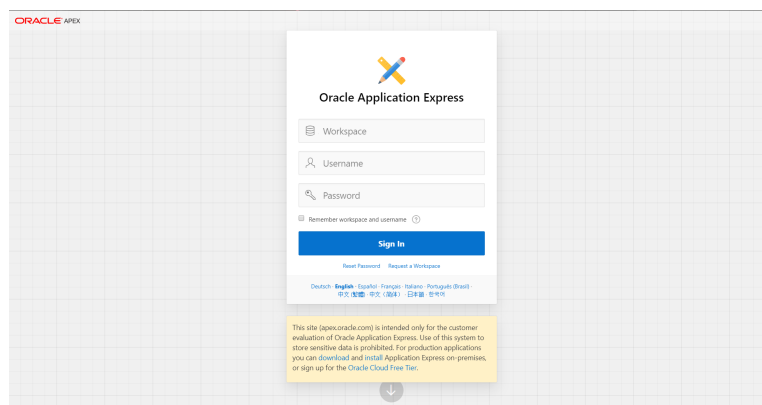 ORACLE APEX
Oracle Application Express
Workspace
Username
Password
Remember workspace and username ?
Sign In
Reset Password Request a Workspace
Deutsch · English · Español · Français · Italiano · Português (Brasil) ·
中文 (繁體) · 中文 (简体) · 日本語 · 한국어
This site (apex.oracle.com) is intended only for the customer
evaluation of Oracle Application Express. Use of this system to
store sensitive data is prohibited. For production applications
you can download and install Application Express on-premises,
or sign up for the Oracle Cloud Free Tier.